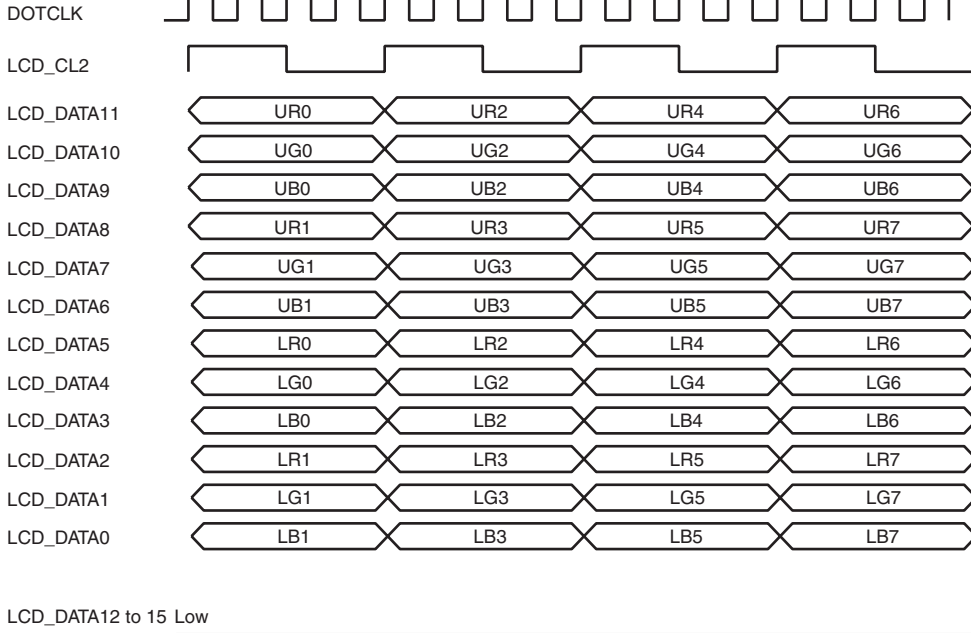 DOTCLK
LCD_CL2
LCD_DATA11 UR0 UR2 UR4 UR6
LCD_DATA10 UG0 UG2 UG4 UG6
LCD_DATA9 UB0 UB2 UB4 UB6
LCD_DATA8 UR1 UR3 UR5 UR7
LCD_DATA7 UG1 UG3 UG5 UG7
LCD_DATA6 UB1 UB3 UB5 UB7
LCD_DATA5 LR0 LR2 LR4 LR6
LCD_DATA4 LG0 LG2 LG4 LG6
LCD_DATA3 LB0 LB2 LB4 LB6
LCD_DATA2 LR1 LR3 LR5 LR7
LCD_DATA1 LG1 LG3 LG5 LG7
LCD_DATA0 LB1 LB3 LB5 LB7
LCD_DATA12 to 15 Low